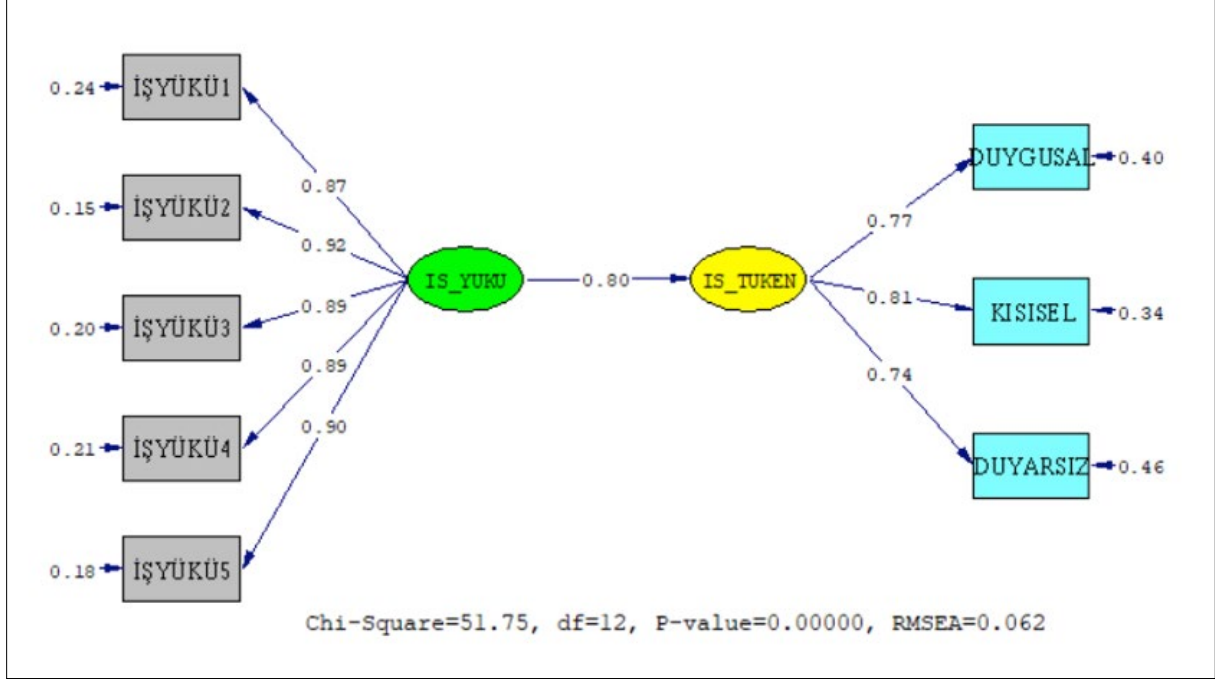 0.24
İŞYÜKÜ1
0.15
İŞYÜKÜ2
0.20
İŞYÜKÜ3
0.21
İŞYÜKÜ4
0.18
İŞYÜKÜ5
0.87
0.92
0.89
0.89
0.90
IS_YUKU
0.80
IS_TUKEN
0.77
0.81
0.74
DUYGUSAL
0.40
KISISEL
0.34
DUYARSIZ
0.46
Chi-Square=51.75, df=12, P-value=0.00000, RMSEA=0.062